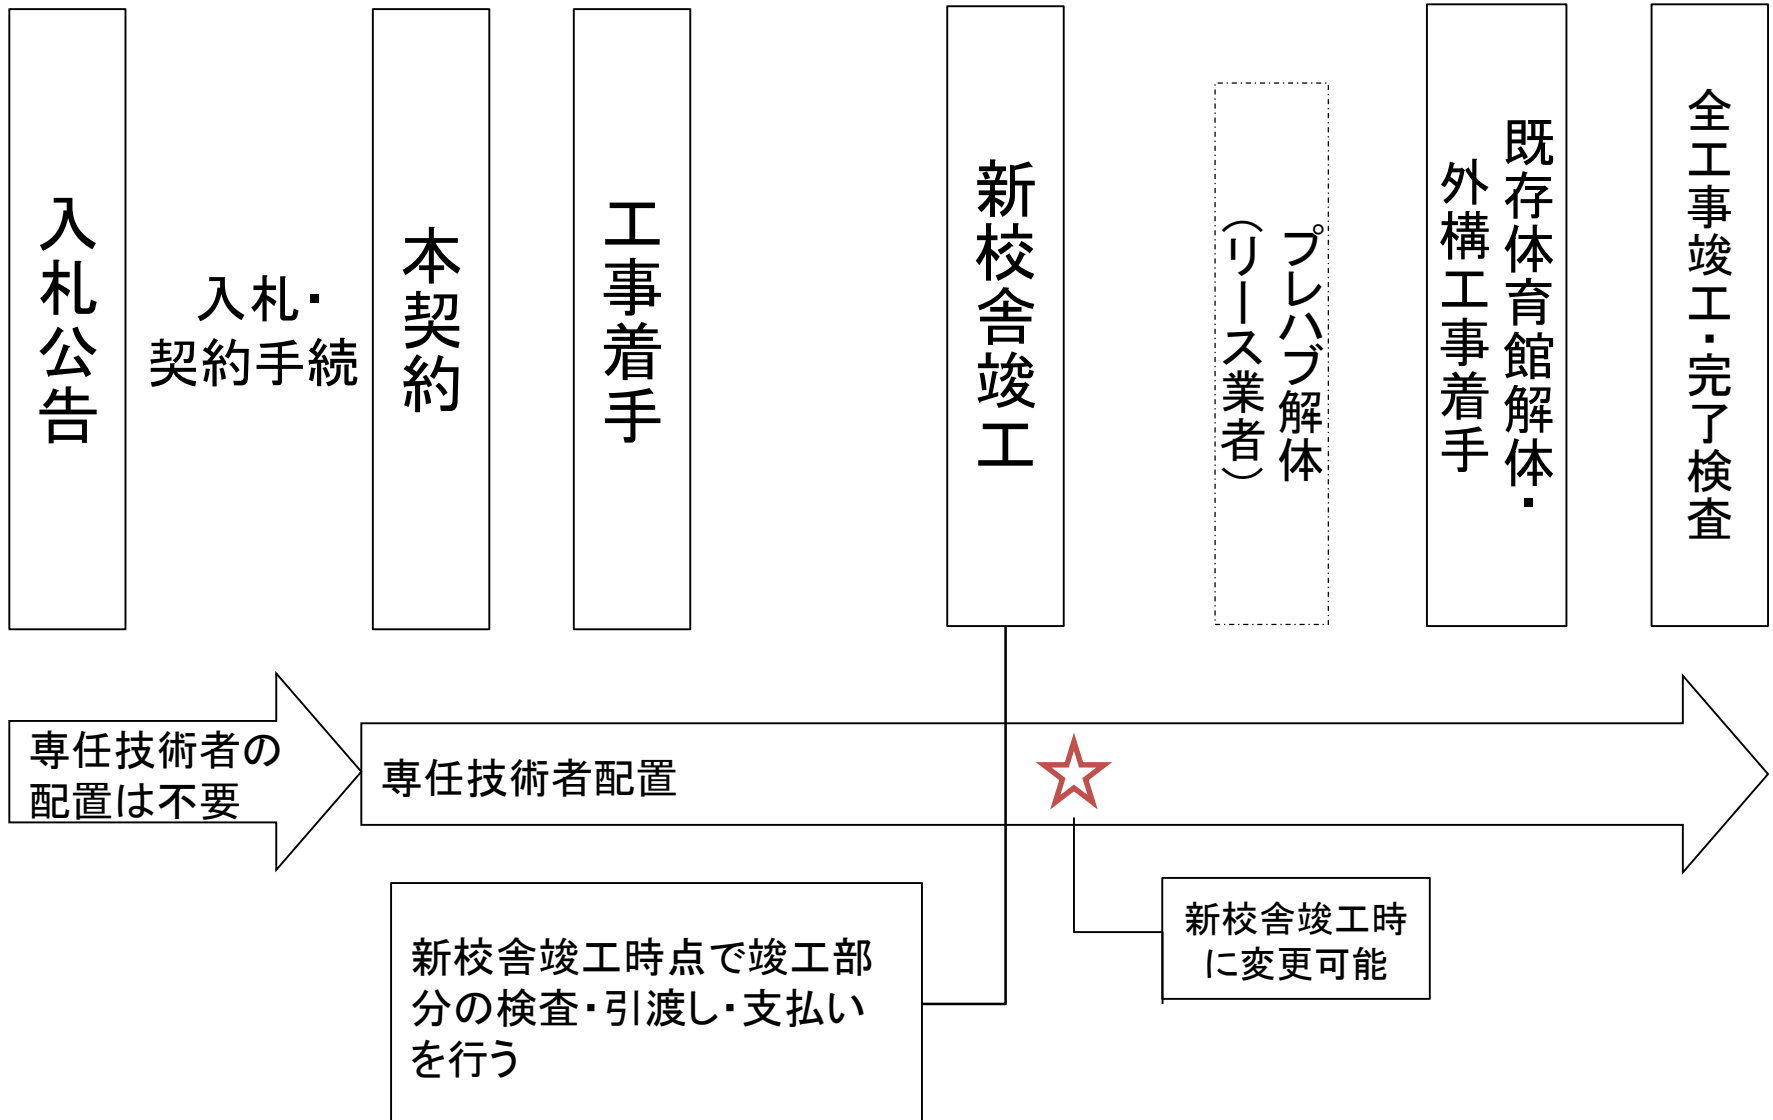 入札公告
入札・
契約手続
本契約
工事着手
新校舎竣工
プレハブ解体
（リース業者）
既存体育館解体・
外構工事着手
全工事竣工・完了検査
専任技術者の
配置は不要
専任技術者配置
新校舎竣工時点で竣工部
分の検査・引渡し・支払い
を行う
新校舎竣工時
に変更可能